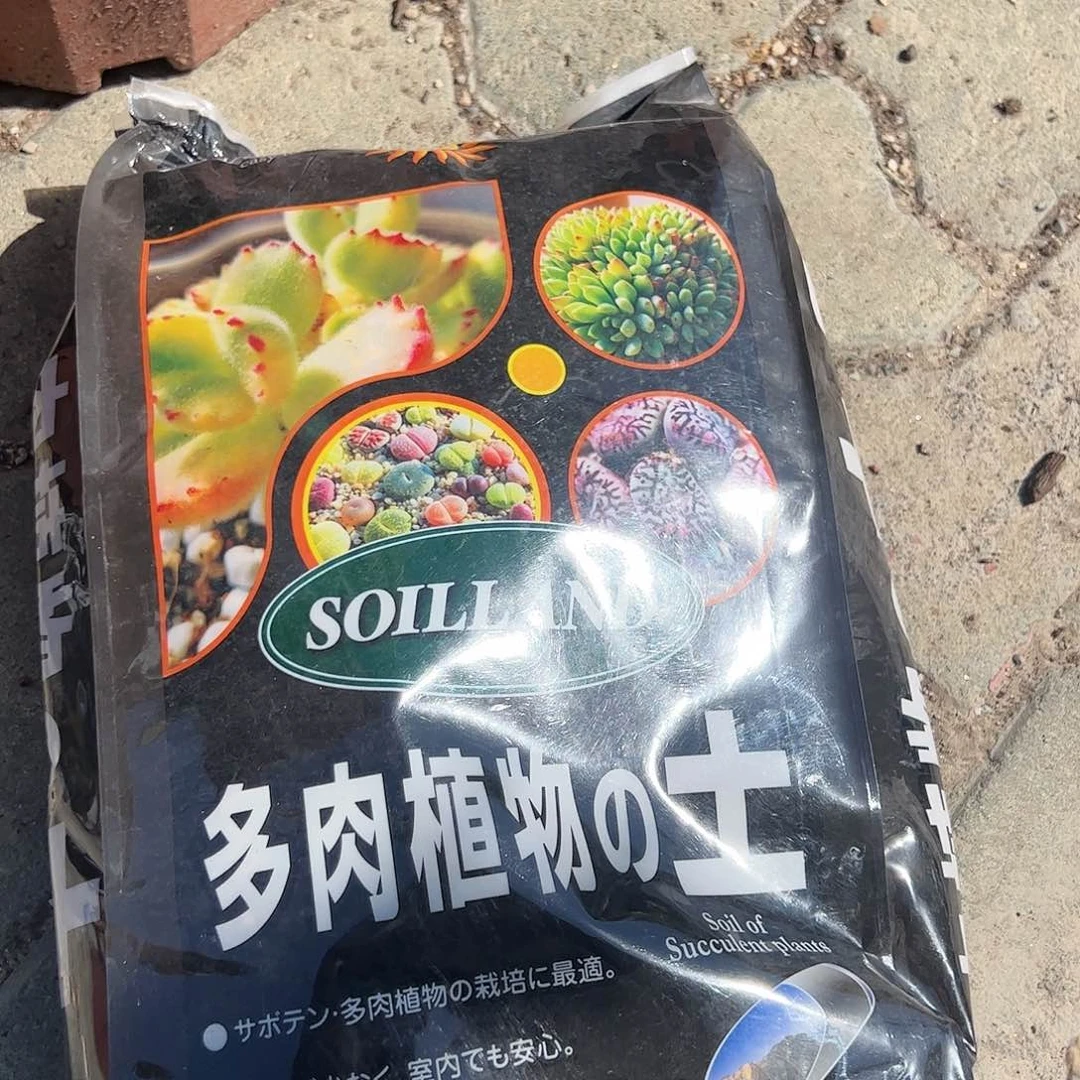 SOILLAND
多肉植物の土
Soil of
Succulent plants
●サボテン・多肉植物の栽培に最適。
室内でも安心。